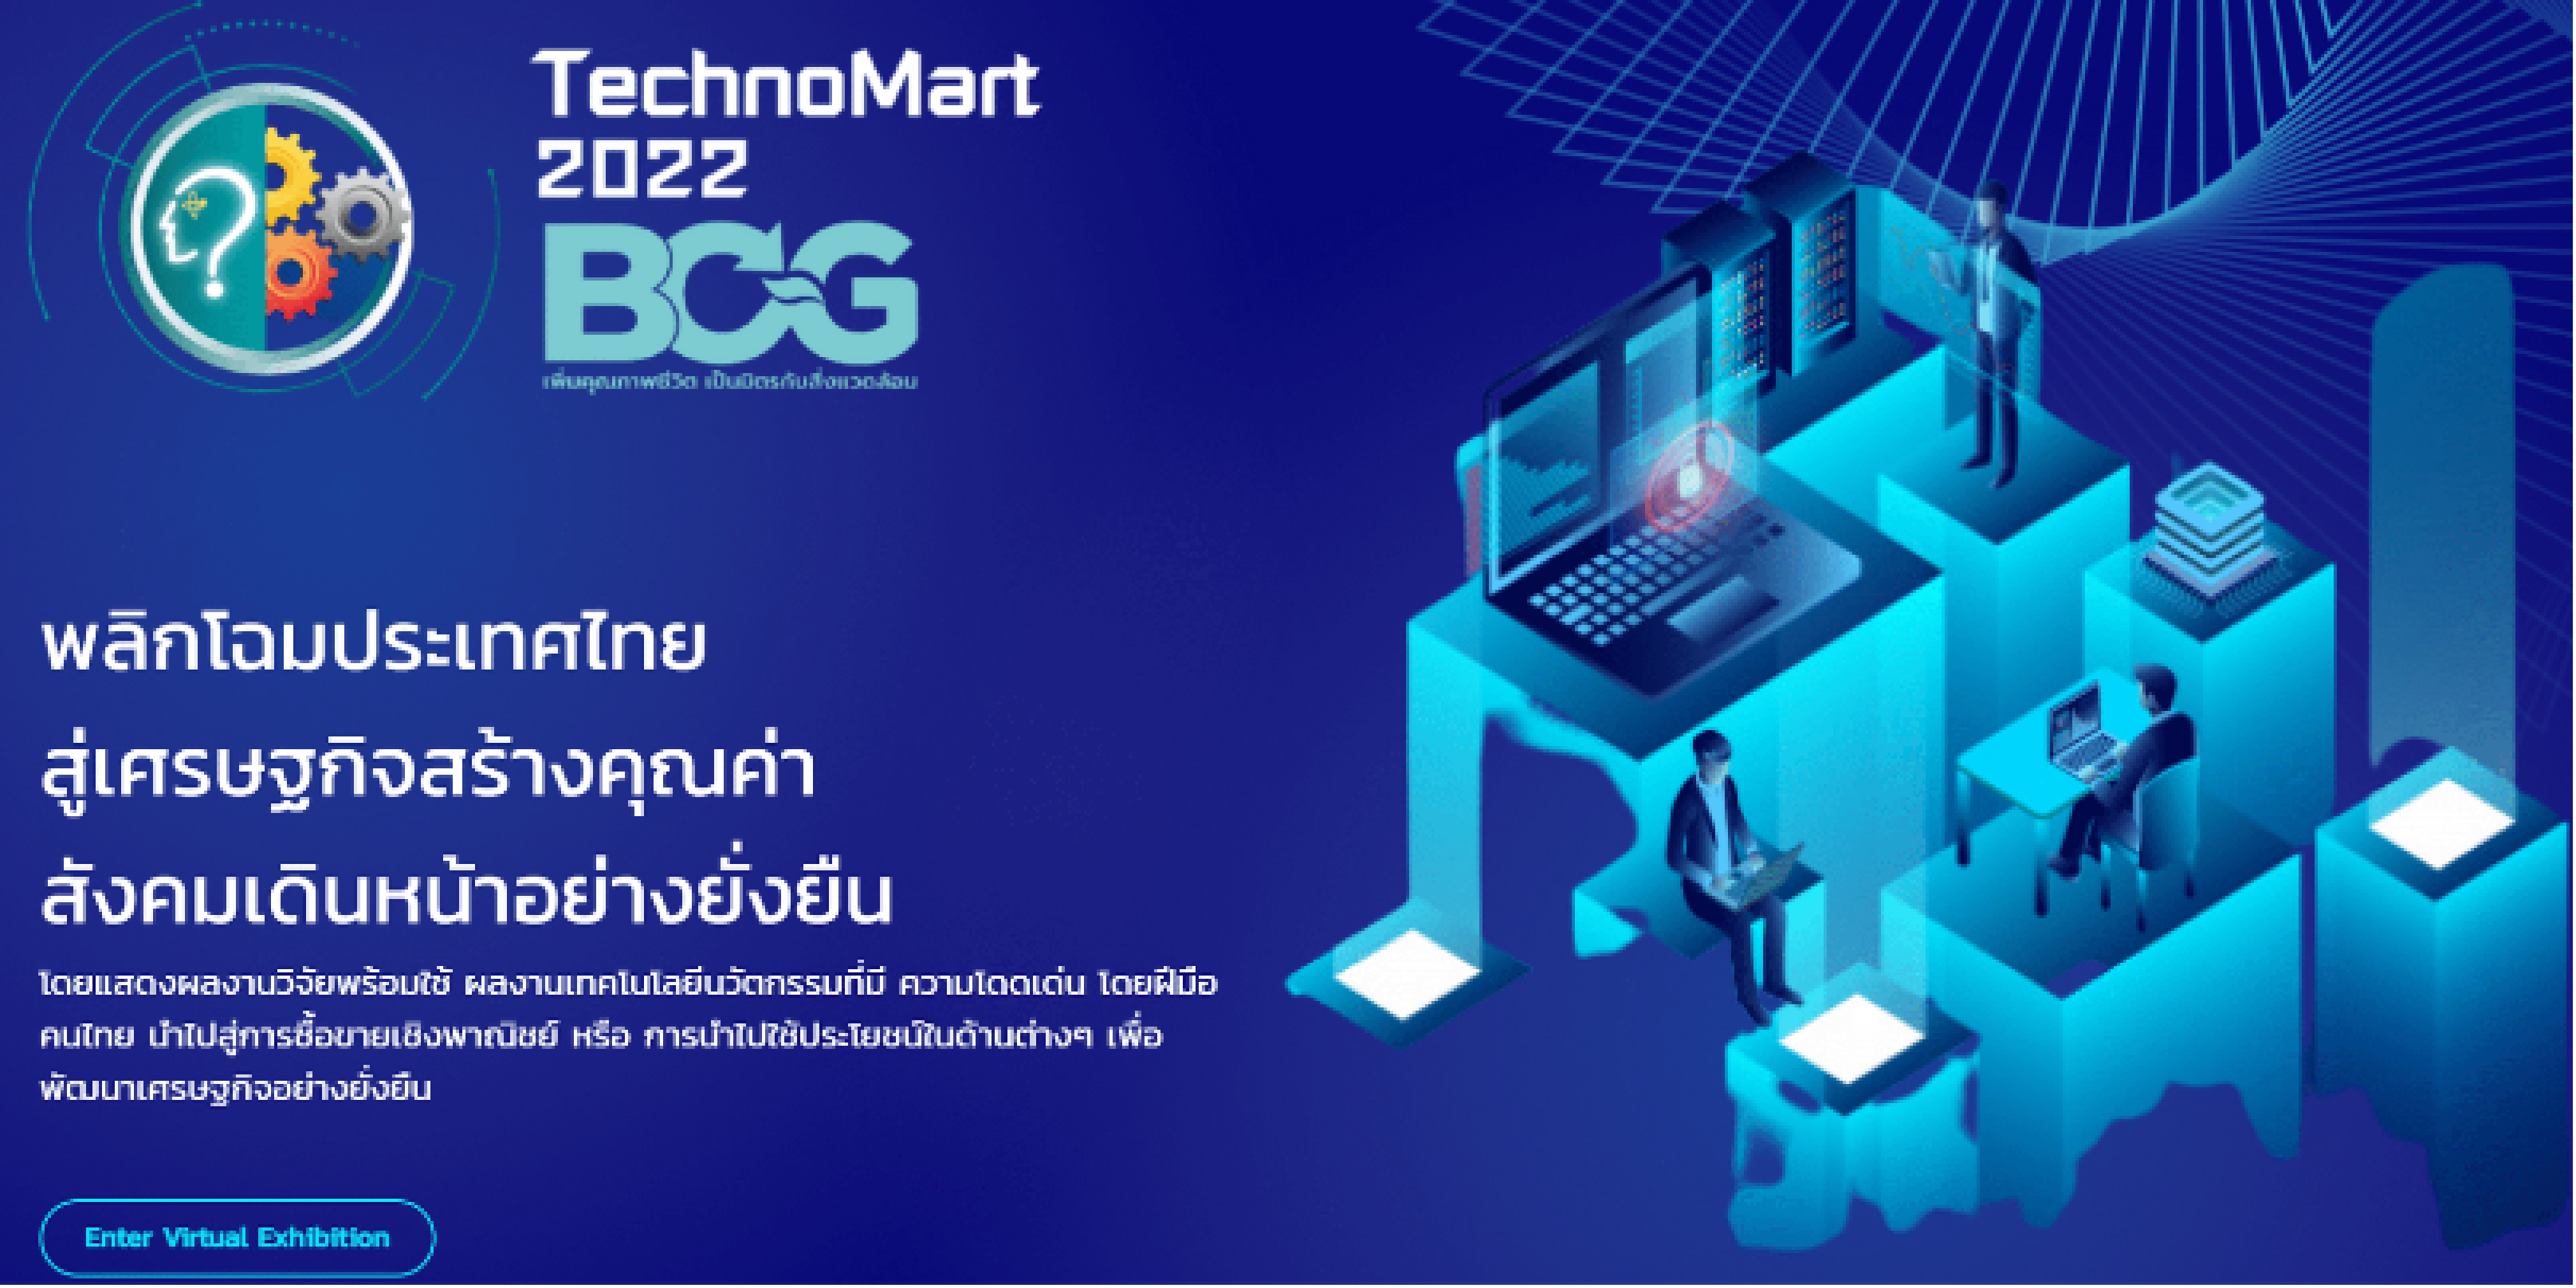 TechnoMart
2022
BCG
เพิ่มคุณภาพชีวิต เป็นมิตรกับสิ่งแวดล้อม
พลิกโฉมประเทศไทย
สู่เศรษฐกิจสร้างคุณค่า
สังคมเดินหน้าอย่างยั่งยืน
โดยแสดงผลงานวิจัยพร้อมใช้ ผลงานเทคโนโลยีนวัตกรรมที่มี ความโดดเด่น โดยฝีมือ
คนไทย นำไปสู่การซื้อขายเชิงพาณิชย์ หรือ การนำไปใช้ประโยชน์ในด้านต่างๆ เพื่อ
พัฒนาเศรษฐกิจอย่างยั่งยืน
Enter Virtual Exhibition